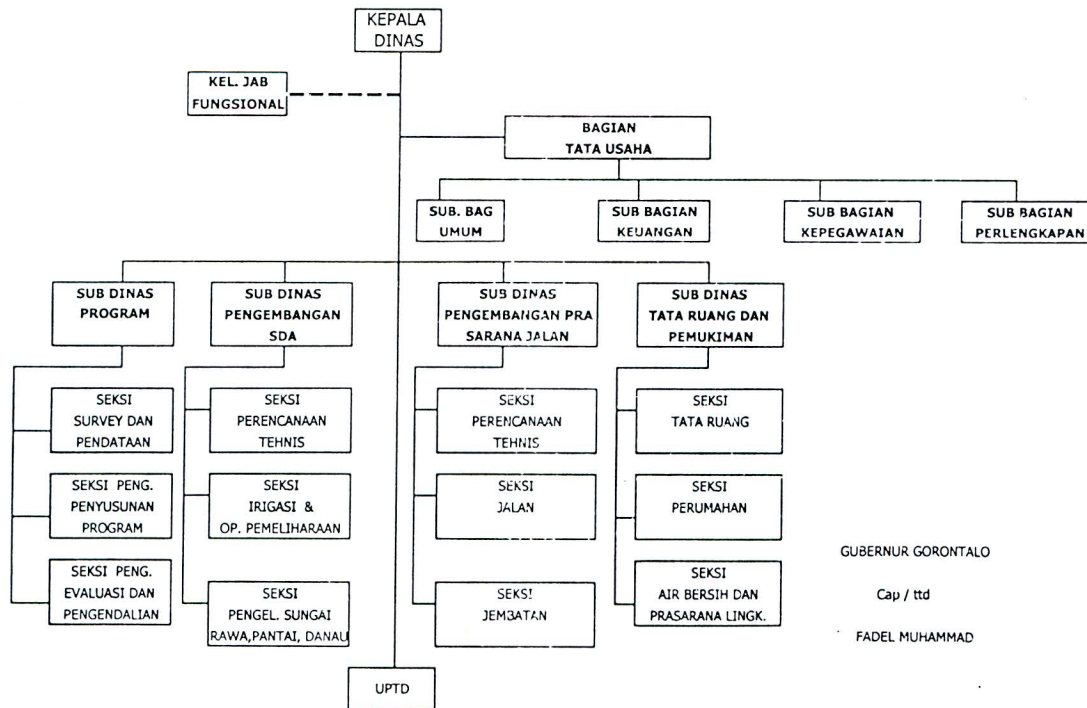 KEPALA
DINAS
KEL. JAB
FUNGSIONAL
BAGIAN
TATA USAHA
SUB. BAG
UMUM
SUB BAGIAN
KEUANGAN
SUB BAGIAN
KEPEGAWAIAN
SUB BAGIAN
PERLENGKAPAN
SUB DINAS
PROGRAM
SUB DINAS
PENGEMBANGAN
SDA
SUB DINAS
PENGEMBANGAN PRA
SARANA JALAN
SUB DINAS
TATA RUANG DAN
PEMUKIMAN
SEKSI
SURVEY DAN
PENDATAAN
SEKSI
PERENCANAAN
TEHNIS
SEKSI
PERENCANAAN
TEHNIS
SEKSI
TATA RUANG
SEKSI PENG.
PENYUSUNAN
PROGRAM
SEKSI
IRIGASI &
OP. PEMELIHARAAN
SEKSI
JALAN
SEKSI
PERUMAHAN
SEKSI PENG.
EVALUASI DAN
PENGENDALIAN
SEKSI
PENGEL. SUNGAI
RAWA,PANTAI, DANAU
SEKSI
JEMBATAN
SEKSI
AIR BERSIH DAN
PRASARANA LINGK.
UPTD
GUBERNUR GORONTALO
Cap / ttd
FADEL MUHAMMAD